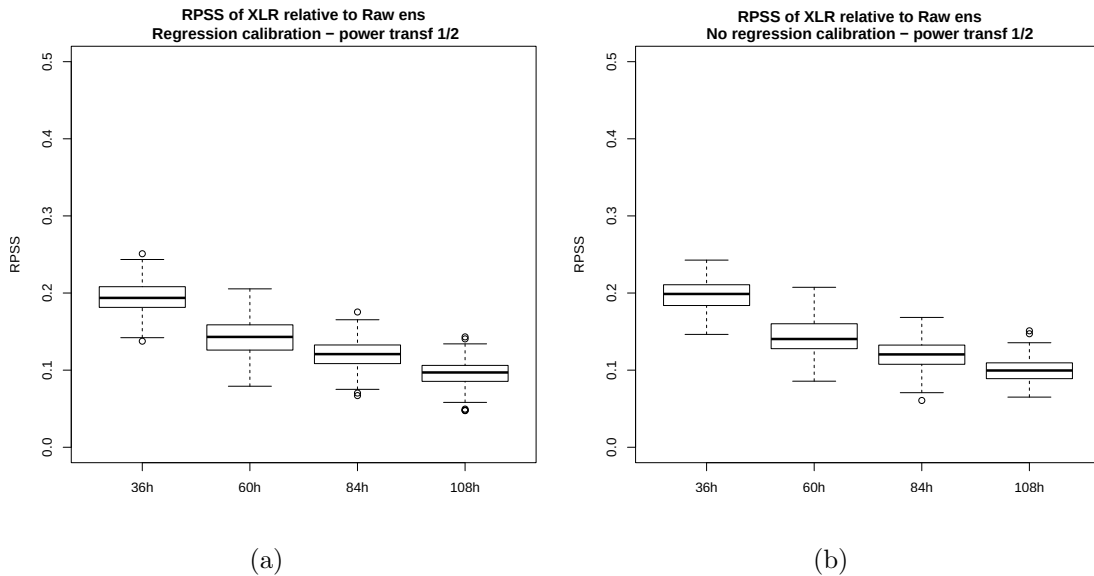 RPSS of XLR relative to Raw ens
Regression calibration − power transf 1/2
RPSS
0.5
0.4
0.3
0.2
0.1
0.0
36h
60h
84h
108h
(a)
RPSS of XLR relative to Raw ens
No regression calibration − power transf 1/2
RPSS
0.5
0.4
0.3
0.2
0.1
0.0
36h
60h
84h
108h
(b)